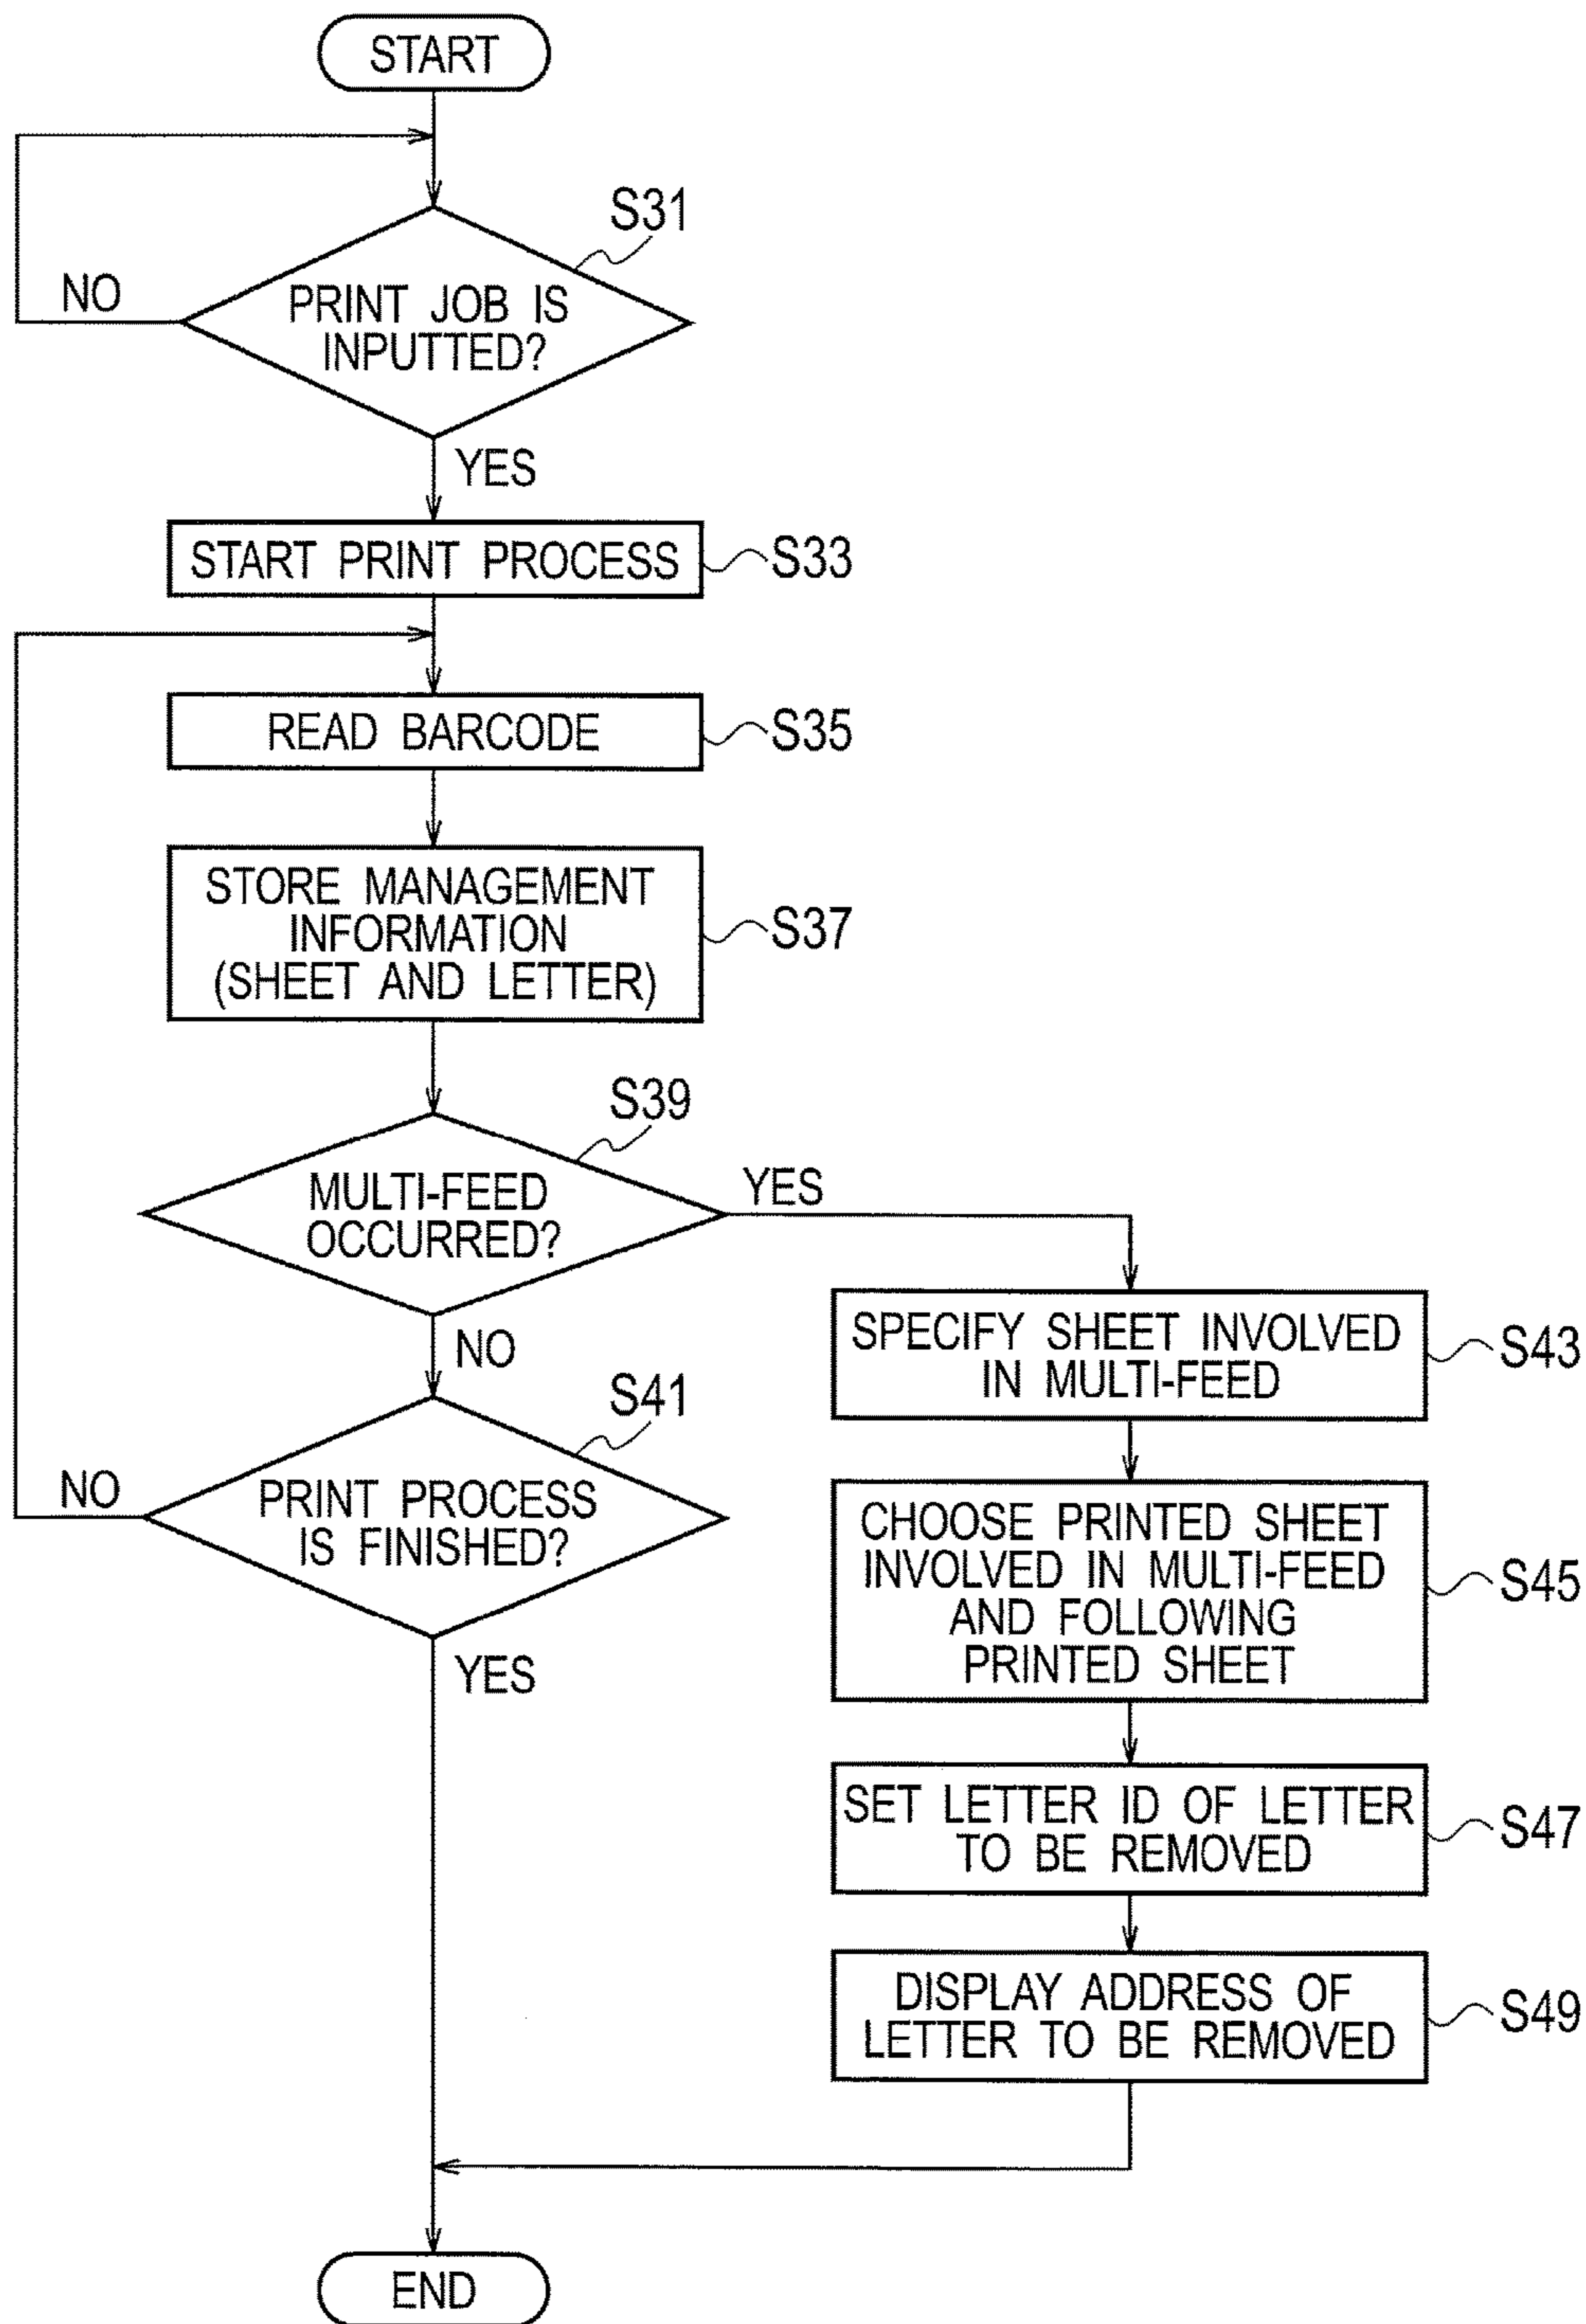 START
S31
NO
PRINT JOB IS
INPUTTED?
YES
START PRINT PROCESS
S33
READ BARCODE
S35
STORE MANAGEMENT
INFORMATION
(SHEET AND LETTER)
S37
S39
MULTI-FEED
OCCURRED?
YES
NO
S41
NO
PRINT PROCESS
IS FINISHED?
YES
SPECIFY SHEET INVOLVED
IN MULTI-FEED
S43
CHOOSE PRINTED SHEET
INVOLVED IN MULTI-FEED
AND FOLLOWING
PRINTED SHEET
S45
SET LETTER ID OF LETTER
TO BE REMOVED
S47
DISPLAY ADDRESS OF
LETTER TO BE REMOVED
S49
END